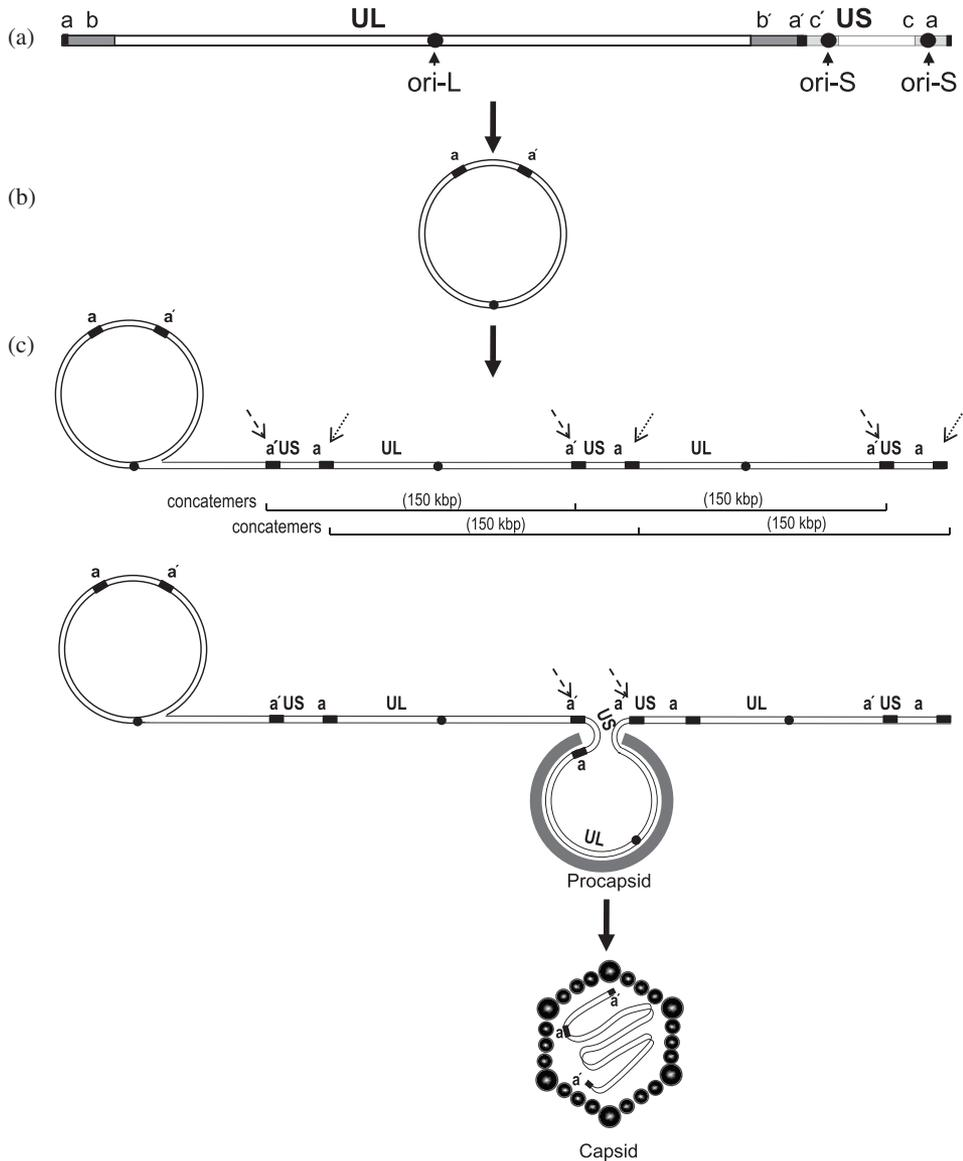 a b UL b´ a´ c´ US c a
(a)
ori-L ori-S ori-S
a a´
(b)
(c)
a a´
a´ US a UL a´ US a UL a´ US a
concatemers (150 kbp) (150 kbp)
concatemers (150 kbp) (150 kbp)
a a´
a´ US a UL a´ US a´ US a UL a´ US a
a
UL
Procapsid
a´
a
a´
Capsid